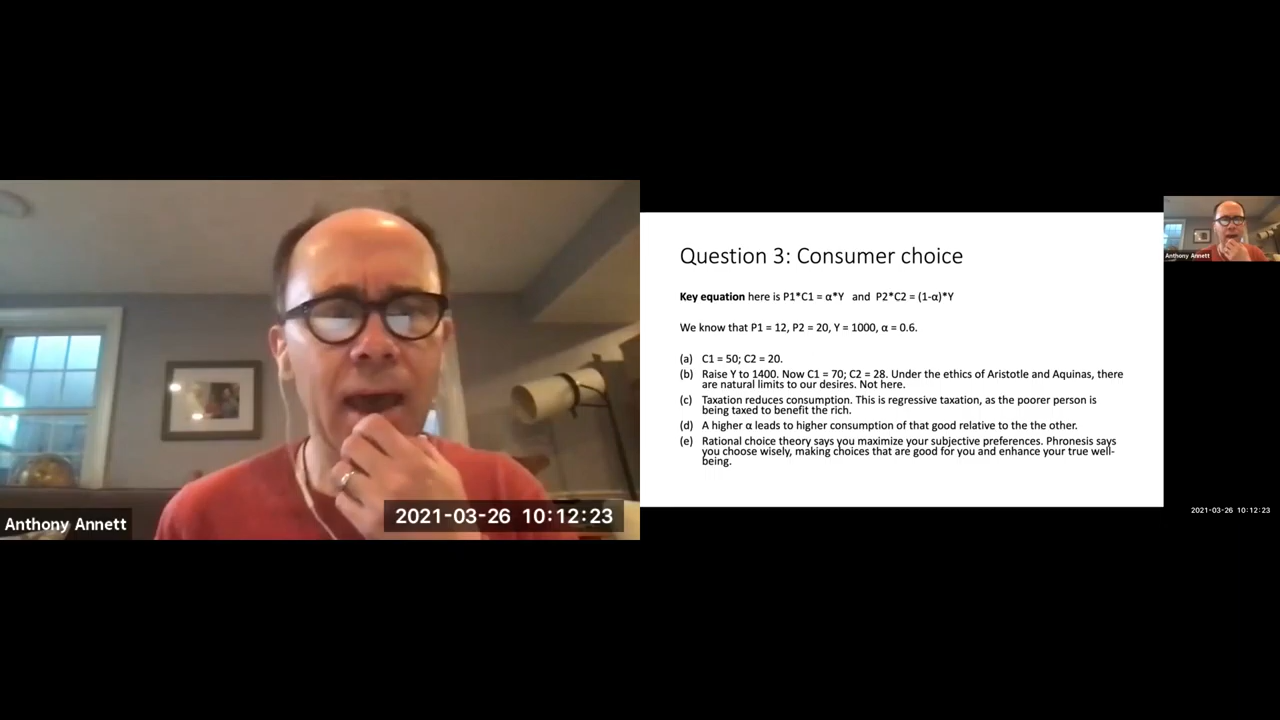 Question 3: Consumer choice
Key equation here is P1*C1 = α*Y and P2*C2 = (1-α)*Y
We know that P1 = 12, P2 = 20, Y = 1000, α = 0.6.
(a) C1 = 50; C2 = 20.
(b) Raise Y to 1400. Now C1 = 70; C2 = 28. Under the ethics of Aristotle and Aquinas, there
are natural limits to our desires. Not here.
(c) Taxation reduces consumption. This is regressive taxation, as the poorer person is
being taxed to benefit the rich.
(d) A higher α leads to higher consumption of that good relative to the the other.
(e) Rational choice theory says you maximize your subjective preferences. Phronesis says
you choose wisely, making choices that are good for you and enhance your true well-
being.
Anthony Annett
2021-03-26 10:12:23
Anthony Annett
2021-03-26 10:12:23